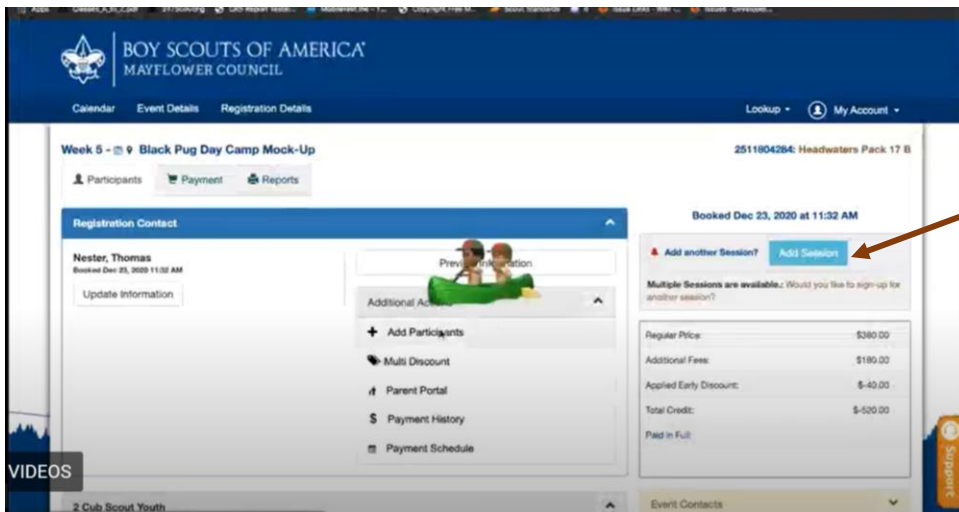 Apps
BOY SCOUTS OF AMERICA
MAYFLOWER COUNCIL
Calendar Event Details Registration Details
Lookup My Account
Week 5 - Black Pug Day Camp Mock-Up
2511804284: Headwaters Pack 17 B
Participants Payment Reports
Registration Contact
Nester, Thomas
Booked Dec 23, 2020 11:32 AM
Update Information
Additional
Add Participants
Multi Discount
Parent Portal
Payment History
Payment Schedule
Booked Dec 23, 2020 at 11:32 AM
Add another Session? Add Session
Multiple Sessions are available.: Would you like to sign-up for
another session?
Regular Price: $380.00
Additional Fees: $180.00
Applied Early Discount: $-40.00
Total Credit: $-520.00
Paid in Full:
Support
VIDEOS
2 Cub Scout Youth
Event Contacts